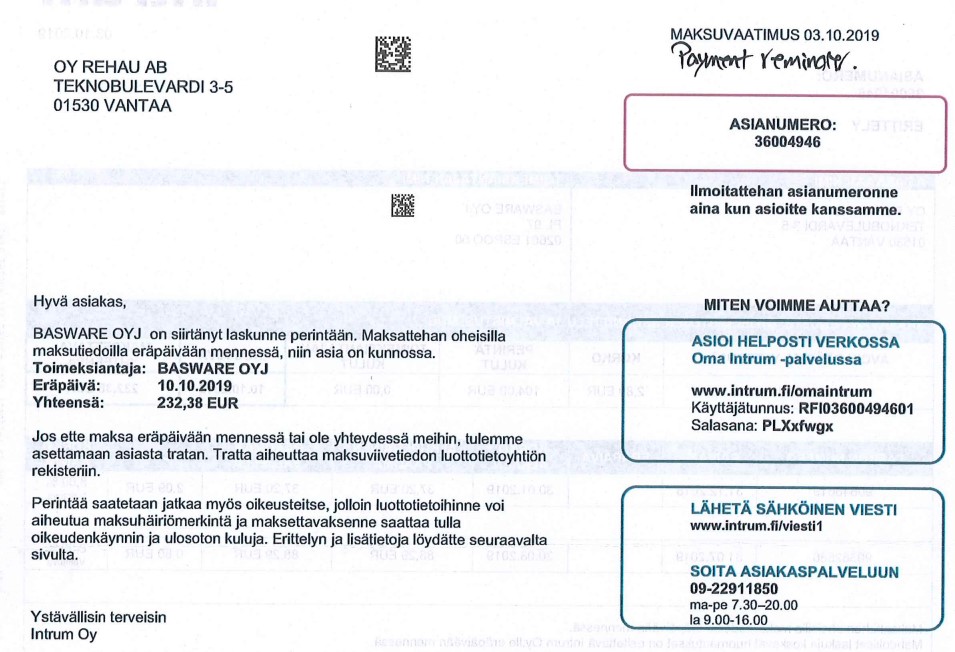 MAKSUVAATIMUS 03.10.2019
Payment reminder.
OY REHAU AB
TEKNOBULEVARDI 3-5
01530 VANTAA
ASIANUMERO:
36004946
Ilmoitattehan asianumeronne
aina kun asioitte kanssamme.
Hyvä asiakas,
BASWARE OYJ on siirtänyt laskunne perintään. Maksattehan oheisilla
maksutiedoilla eräpäivään mennessä, niin asia on kunnossa.
Toimeksiantaja: BASWARE OYJ
Eräpäivä: 10.10.2019
Yhteensä: 232,38 EUR
Jos ette maksa eräpäivään mennessä tai ole yhteydessä meihin, tulemme
asettamaan asiasta tratan. Tratta aiheuttaa maksuviivetiedon luottotietoyhtiön
rekisteriin.
Perintää saatetaan jatkaa myös oikeusteitse, jolloin luottotietoihinne voi
aiheutua maksuhäiriömerkintä ja maksettavaksenne saattaa tulla
oikeudenkäynnin ja ulosoton kuluja. Erittelyn ja lisätietoja löydätte seuraavalta
sivulta.
Ystävällisin terveisin
Intrum Oy
MITEN VOIMME AUTTAA?
ASIOI HELPOSTI VERKOSSA
Oma Intrum -palvelussa
www.intrum.fi/omaintrum
Käyttäjätunnus: RFI03600494601
Salasana: PLXxfwgx
LÄHETÄ SÄHKÖINEN VIESTI
www.intrum.fi/viesti1
SOITA ASIAKASPALVELUUN
09-22911850
ma-pe 7.30–20.00
la 9.00-16.00